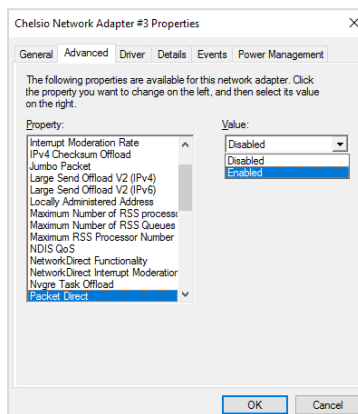 Chelsio Network Adapter #3 Properties
General Advanced Driver Details Events Power Management
The following properties are available for this network adapter. Click
the property you want to change on the left, and then select its value
on the right.
Property:
Interrupt Moderation Rate
IPv4 Checksum Offload
Jumbo Packet
Large Send Offload V2 (IPv4)
Large Send Offload V2 (IPv6)
Locally Administered Address
Maximum Number of RSS processo
Maximum Number of RSS Queues
Maximum RSS Processor Number
NDIS QoS
NetworkDirect Functionality
NetworkDirect Interrupt Moderation
Nvgre Task Offload
Packet Direct
Value:
Disabled
Disabled
Enabled
OK Cancel